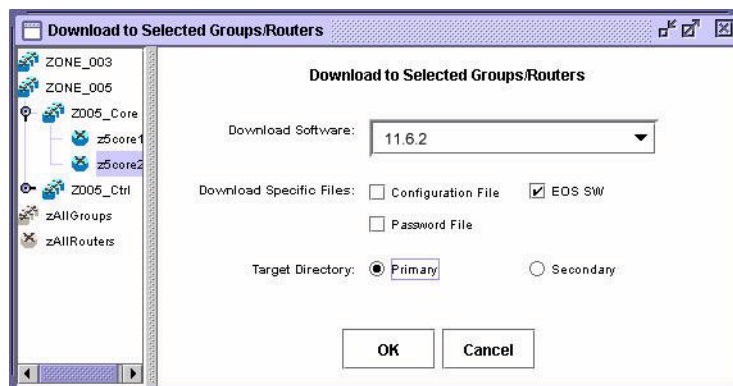 Download to Selected Groups/Routers
ZONE_003
ZONE_005
Z005_Core
z5core1
z5core2
Z005_Ctrl
zAllGroups
zAllRouters
Download to Selected Groups/Routers
Download Software: 11.6.2
Download Specific Files: Configuration File EOS SW
Password File
Target Directory: Primary Secondary
OK Cancel